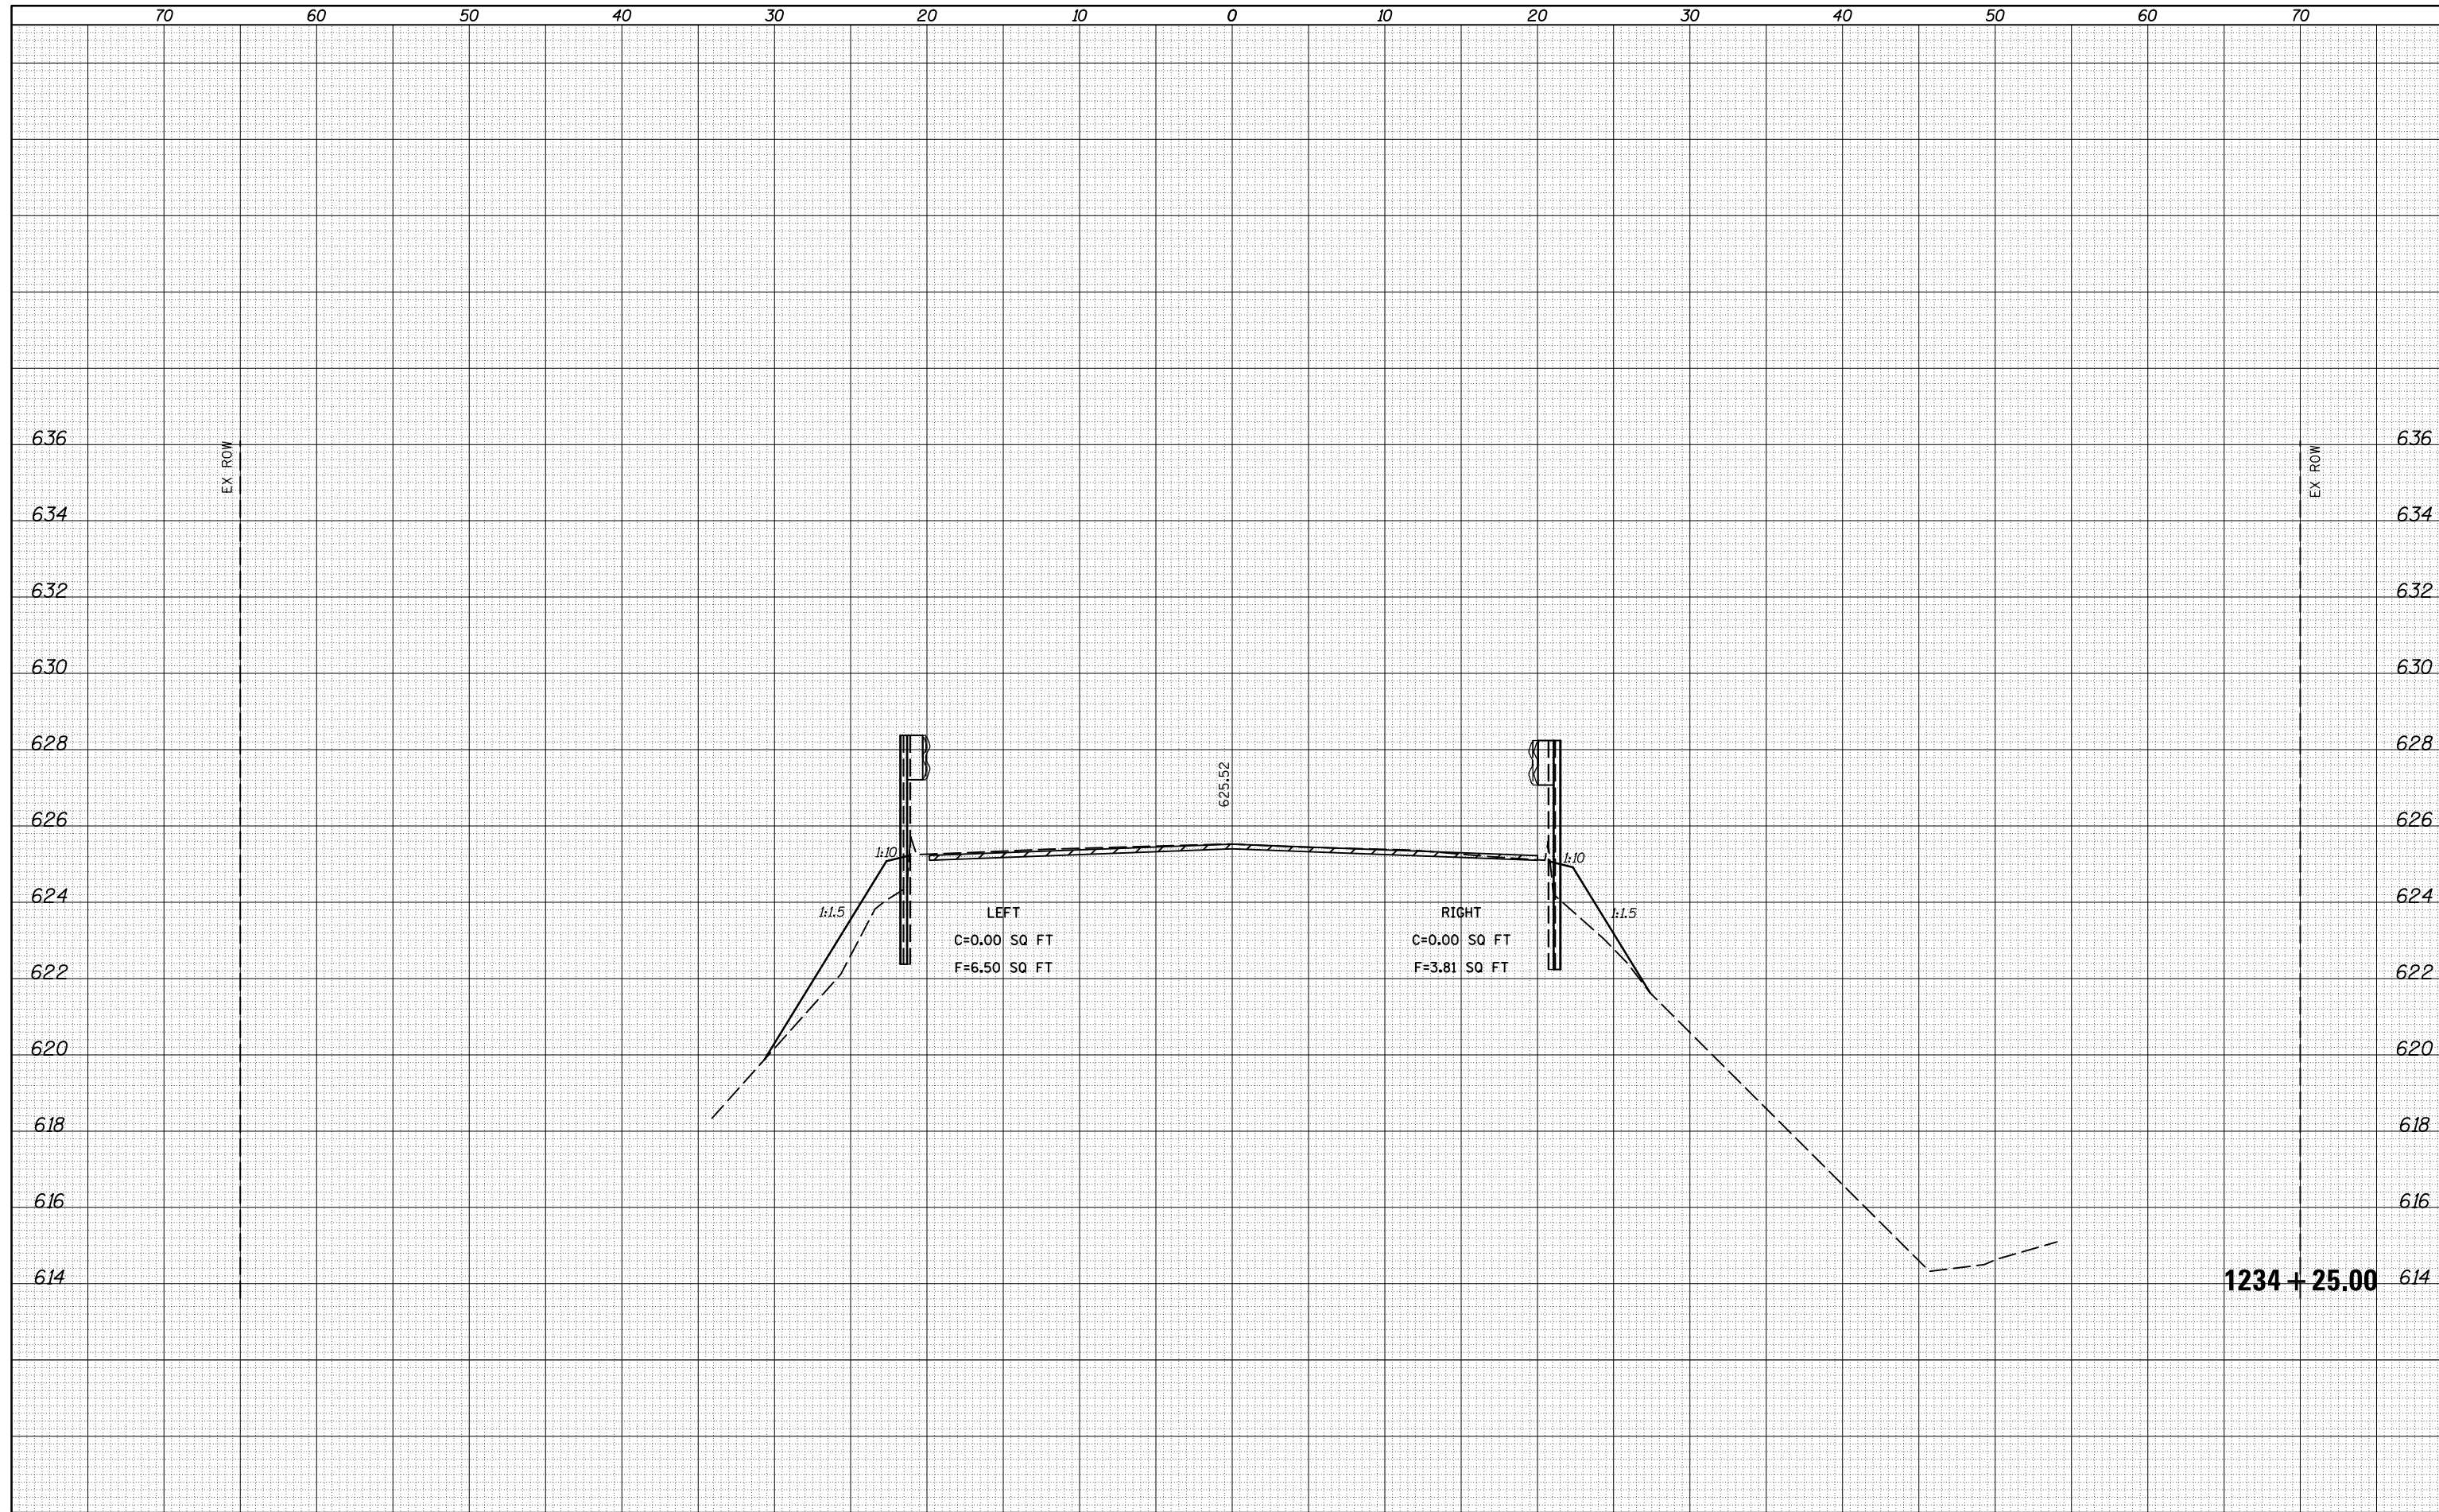 70 60 50 40 30 20 10 0 10 20 30 40 50 60 70
636 636
EX ROW EX ROW
634 634
632 632
630 630
628 628
625.52
626 626
1:10 1:10
624 624
1:1.5 LEFT RIGHT 1:1.5
C=0.00 SQ FT C=0.00 SQ FT
F=6.50 SQ FT F=3.81 SQ FT
622 622
620 620
618 618
616 616
614 1234 + 25.00 614